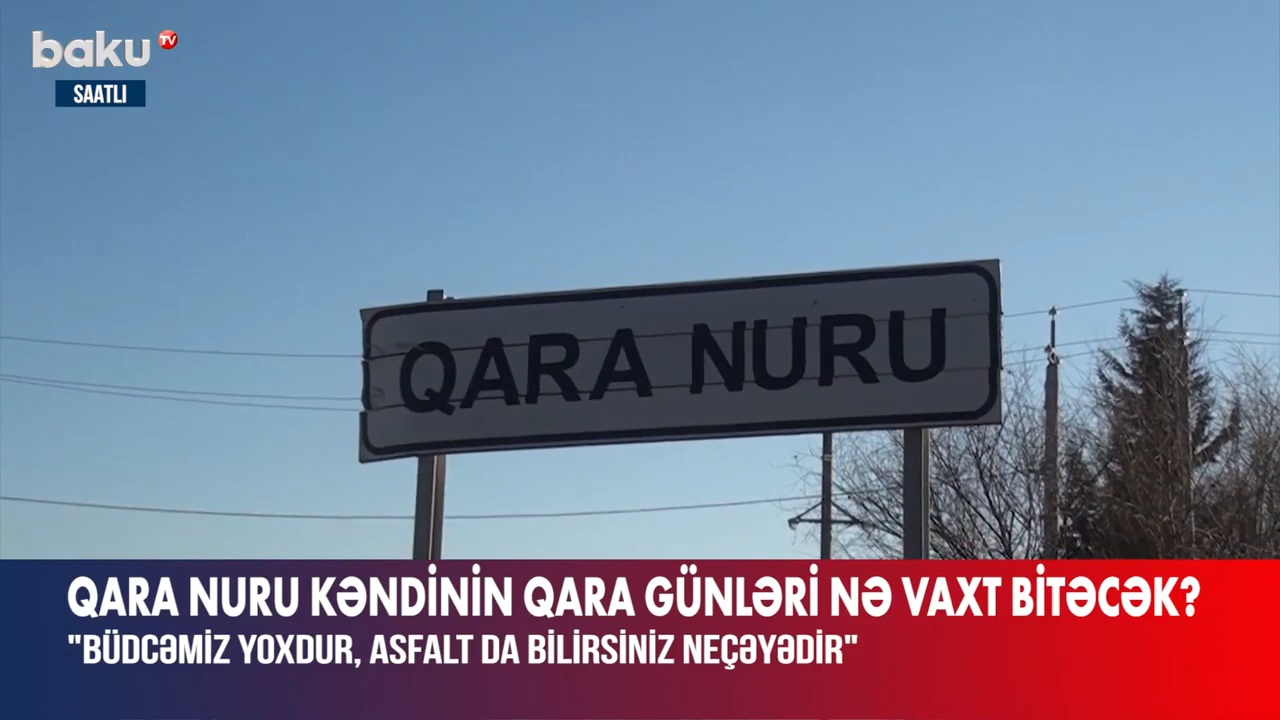 baku TV
SAATLI
QARA NURU
QARA NURU KƏNDİNİN QARA GÜNLƏRİ NƏ VAXT BİTƏCƏK?
"BÜDCƏMİZ YOXDUR, ASFALT DA BİLİRSİNİZ NEÇƏYƏDİR"